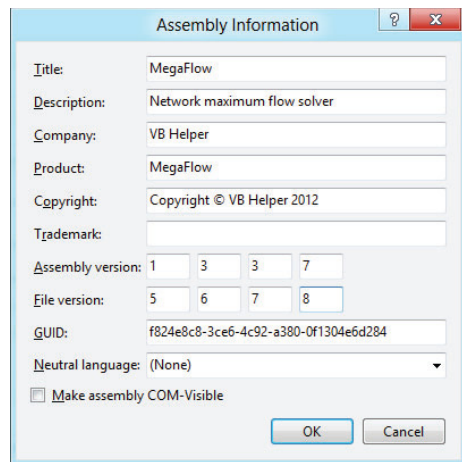 Assembly Information
?
Title: MegaFlow
Description: Network maximum flow solver
Company: VB Helper
Product: MegaFlow
Copyright: Copyright © VB Helper 2012
Trademark:
Assembly version: 1 3 3 7
File version: 5 6 7 8
GUID: f824e8c8-3ce6-4c92-a380-0f1304e6d284
Neutral language: (None)
Make assembly COM-Visible
OK Cancel